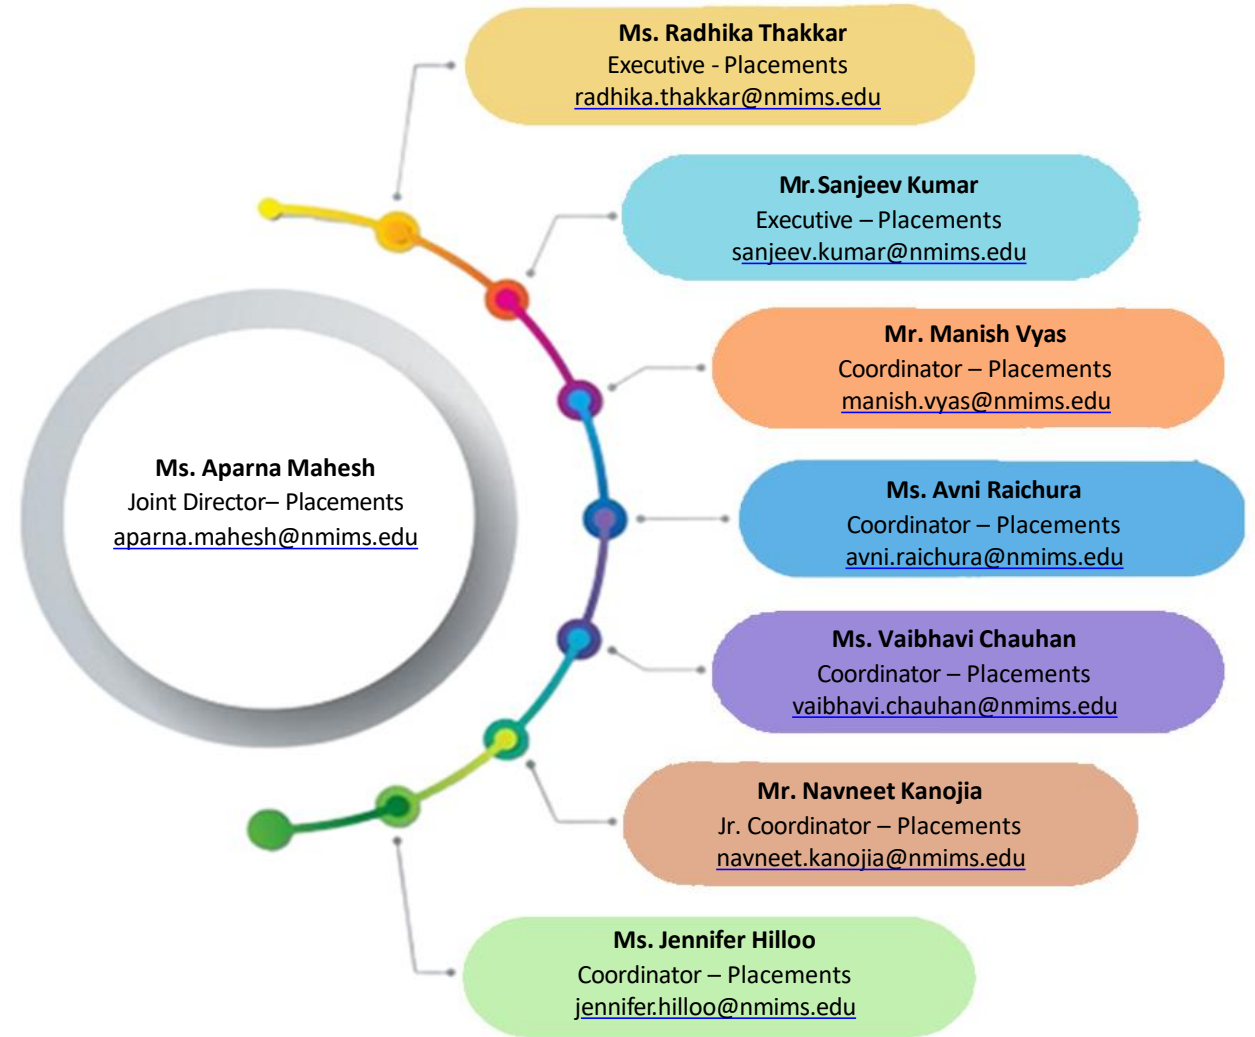 Ms. Radhika Thakkar
Executive - Placements
radhika.thakkar@nmims.edu
Mr. Sanjeev Kumar
Executive – Placements
sanjeev.kumar@nmims.edu
Mr. Manish Vyas
Coordinator – Placements
manish.vyas@nmims.edu
Ms. Aparna Mahesh
Joint Director– Placements
aparna.mahesh@nmims.edu
Ms. Avni Raichura
Coordinator – Placements
avni.raichura@nmims.edu
Ms. Vaibhavi Chauhan
Coordinator – Placements
vaibhavi.chauhan@nmims.edu
Mr. Navneet Kanojia
Jr. Coordinator – Placements
navneet.kanojia@nmims.edu
Ms. Jennifer Hilloo
Coordinator – Placements
jennifer.hilloo@nmims.edu